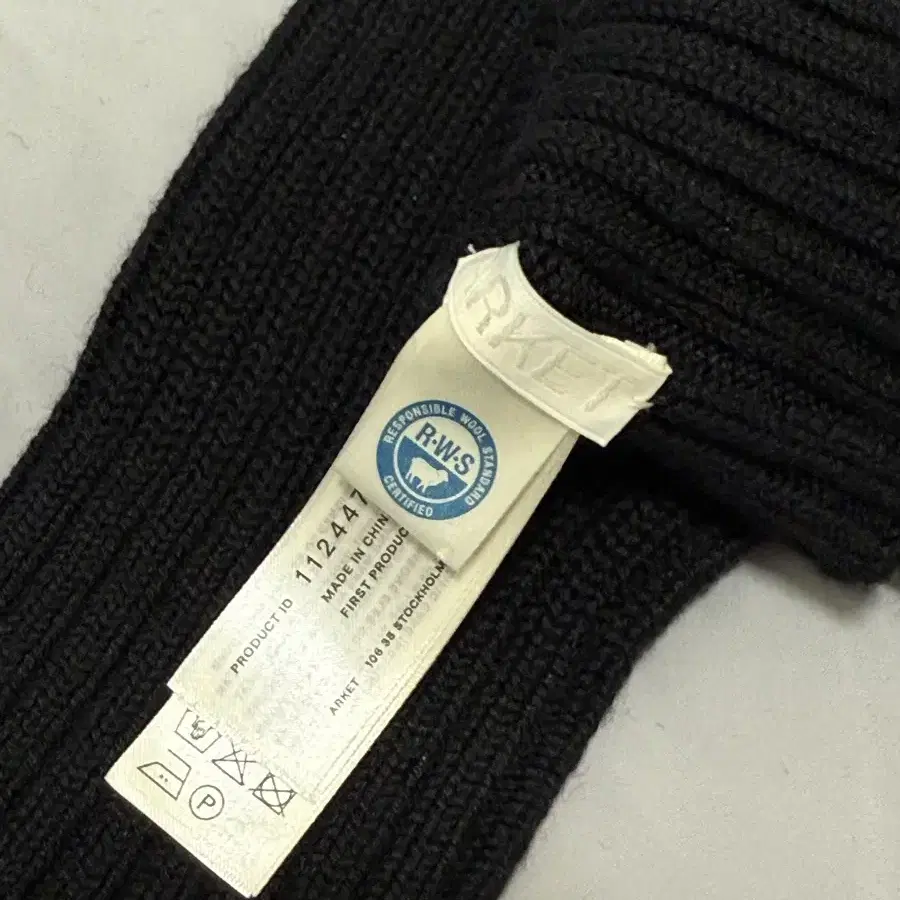 RKET
RESPONSIBLE WOOL STANDARD
R·W·S
CERTIFIED
PRODUCT ID
112447
MADE IN CHIN
FIRST PRODUC
ARKET
106 38 STOCKHOLM
P